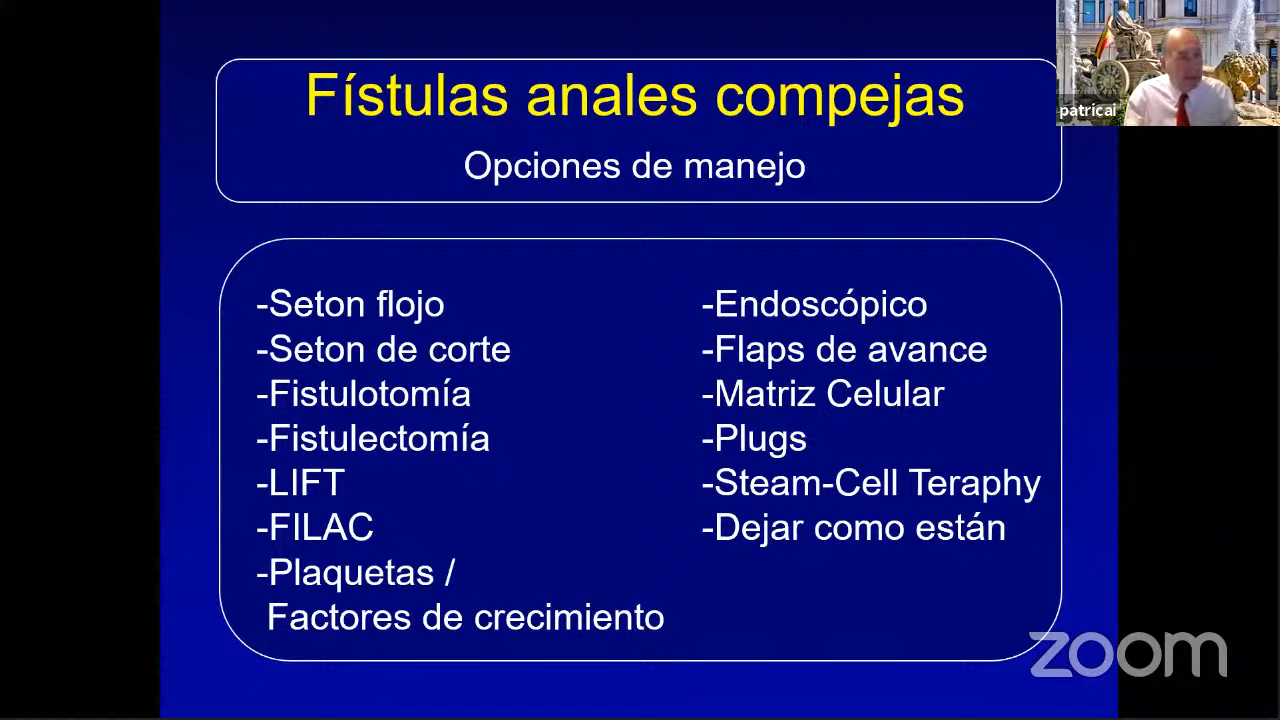 Fístulas anales compejas
Opciones de manejo
patricai
-Seton flojo
-Seton de corte
-Fistulotomía
-Fistulectomía
-LIFT
-FILAC
-Plaquetas /
Factores de crecimiento
-Endoscópico
-Flaps de avance
-Matriz Celular
-Plugs
-Steam-Cell Teraphy
-Dejar como están
zoom